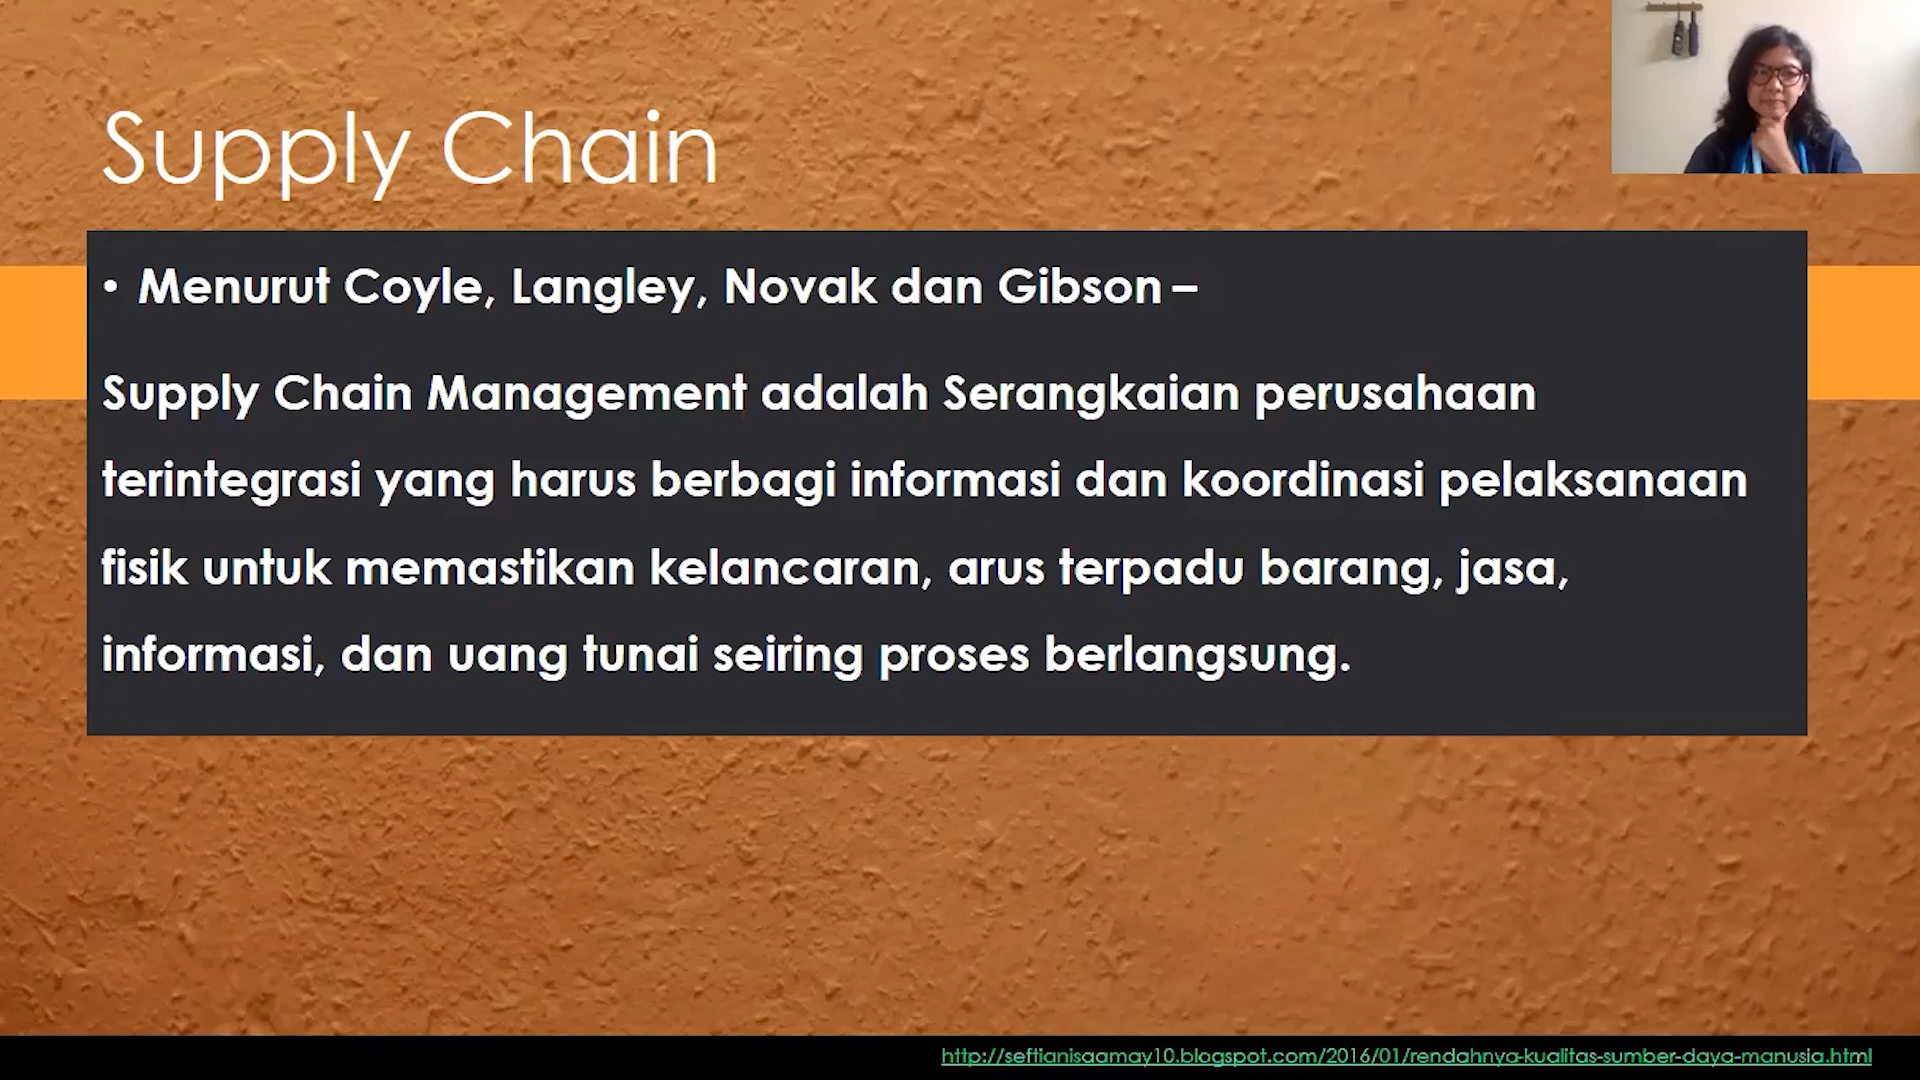 Supply Chain
• Menurut Coyle, Langley, Novak dan Gibson –
Supply Chain Management adalah Serangkaian perusahaan
terintegrasi yang harus berbagi informasi dan koordinasi pelaksanaan
fisik untuk memastikan kelancaran, arus terpadu barang, jasa,
informasi, dan uang tunai seiring proses berlangsung.
http://seftianisaamay10.blogspot.com/2016/01/rendahnya-kualitas-sumber-daya-manusia.html